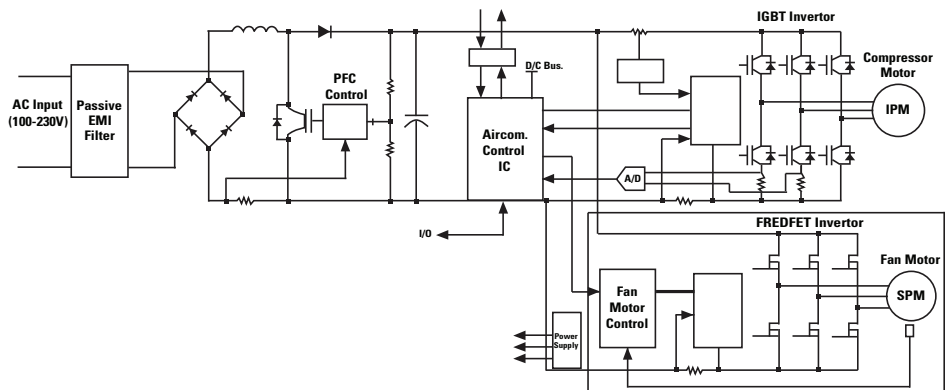 IGBT Invertor
Compressor
Motor
IPM
D/C Bus.
PFC
Control
AC Input
(100-230V)
Passive
EMI
Filter
Aircom.
Control
IC
A/D
I/O
FREDFET Invertor
Fan Motor
SPM
Fan
Motor
Control
Power
Supply